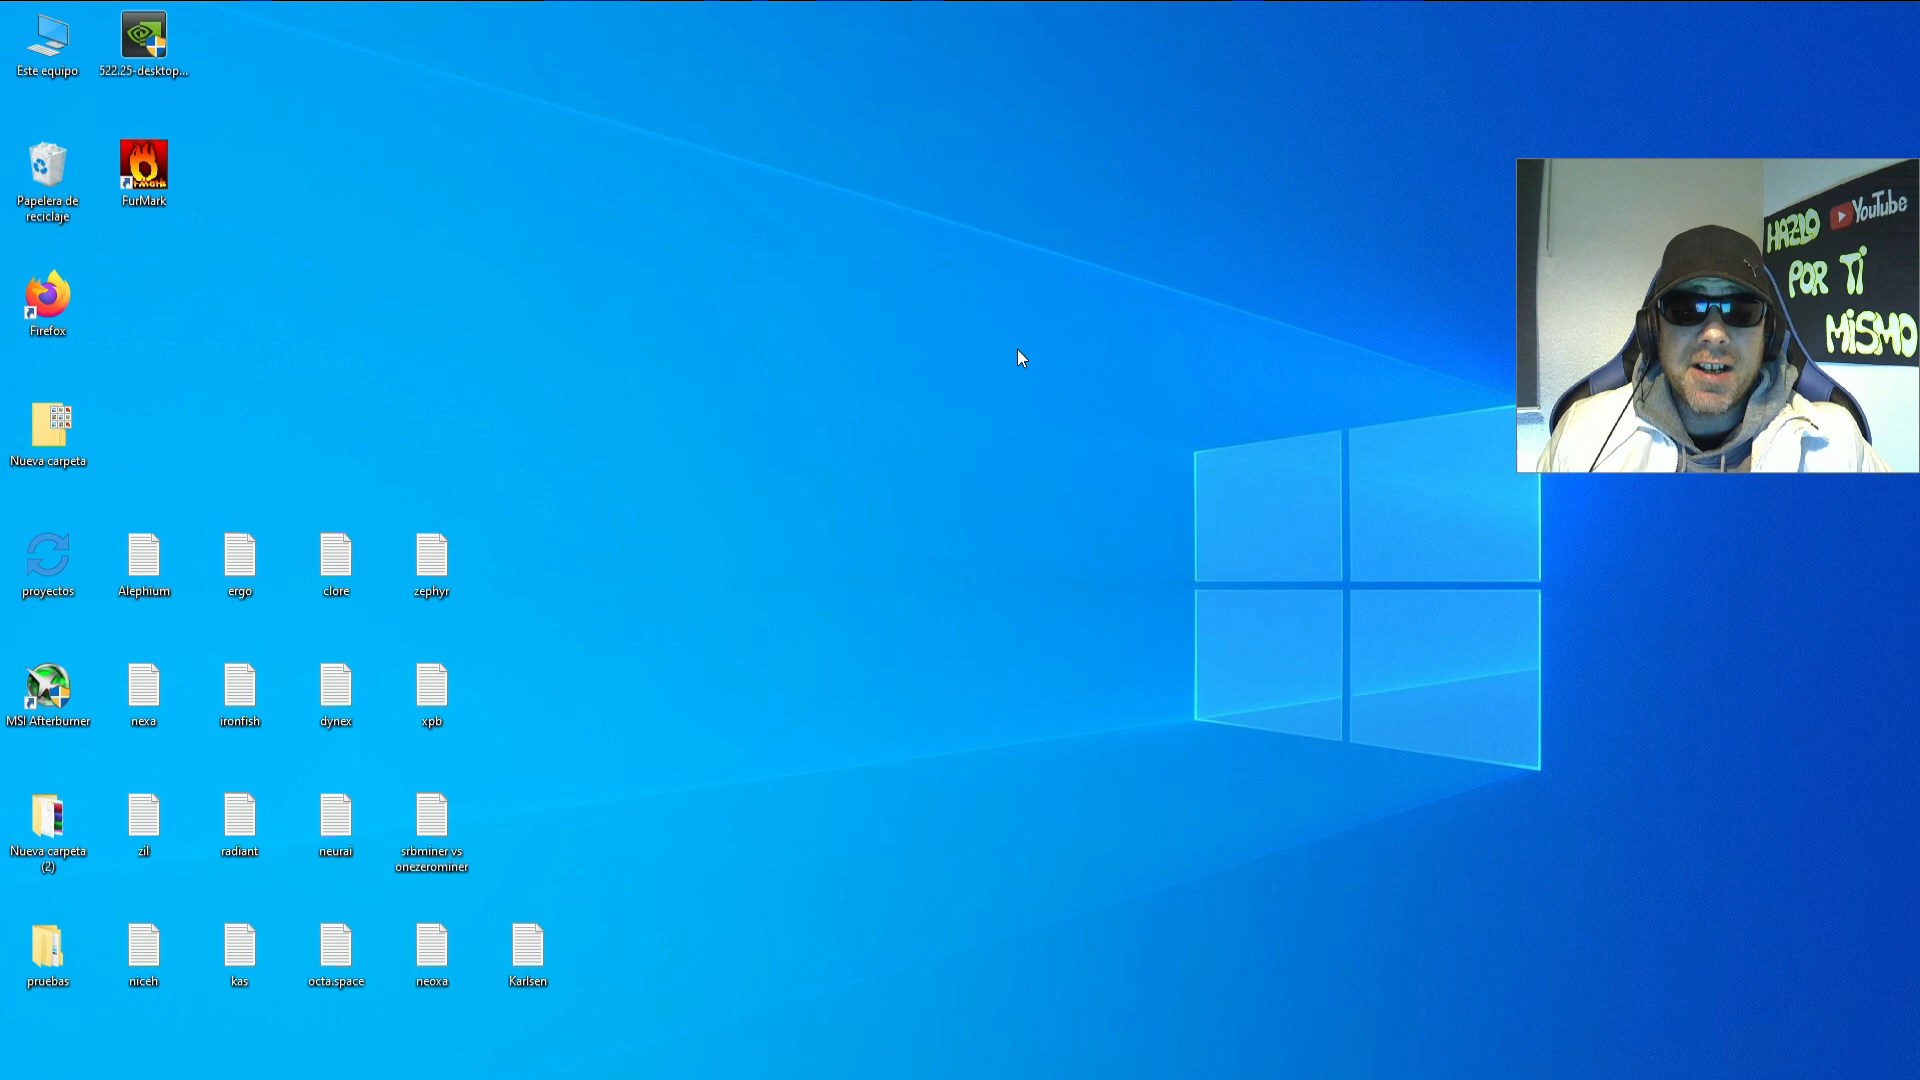 Este equipo
522.25-desktop...
Papelera de
reciclaje
FurMark
Firefox
Nueva carpeta
proyectos
Alephium
ergo
clore
zephyr
MSI Afterburner
nexa
ironfish
dynex
xpb
Nueva carpeta
(2)
zil
radiant
neurai
srbminer vs
onezerominer
pruebas
niceh
kas
octa.space
neoxa
Karlsen
YouTube
HAZLO
POR TI
MISMO